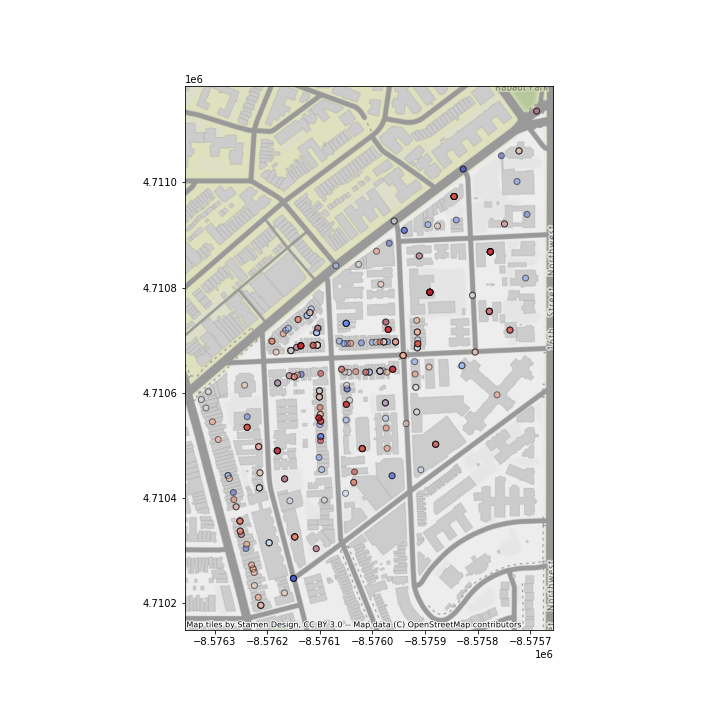 1e6
Rabaut Park
4.7110
4.7108
4.7106
4.7104
4.7102
Northwest
16th Street Northwest
Northwest
Map tiles by Stamen Design, CC BY 3.0 -- Map data (C) OpenStreetMap contributors
−8.5763 −8.5762 −8.5761 −8.5760 −8.5759 −8.5758 −8.5757
1e6